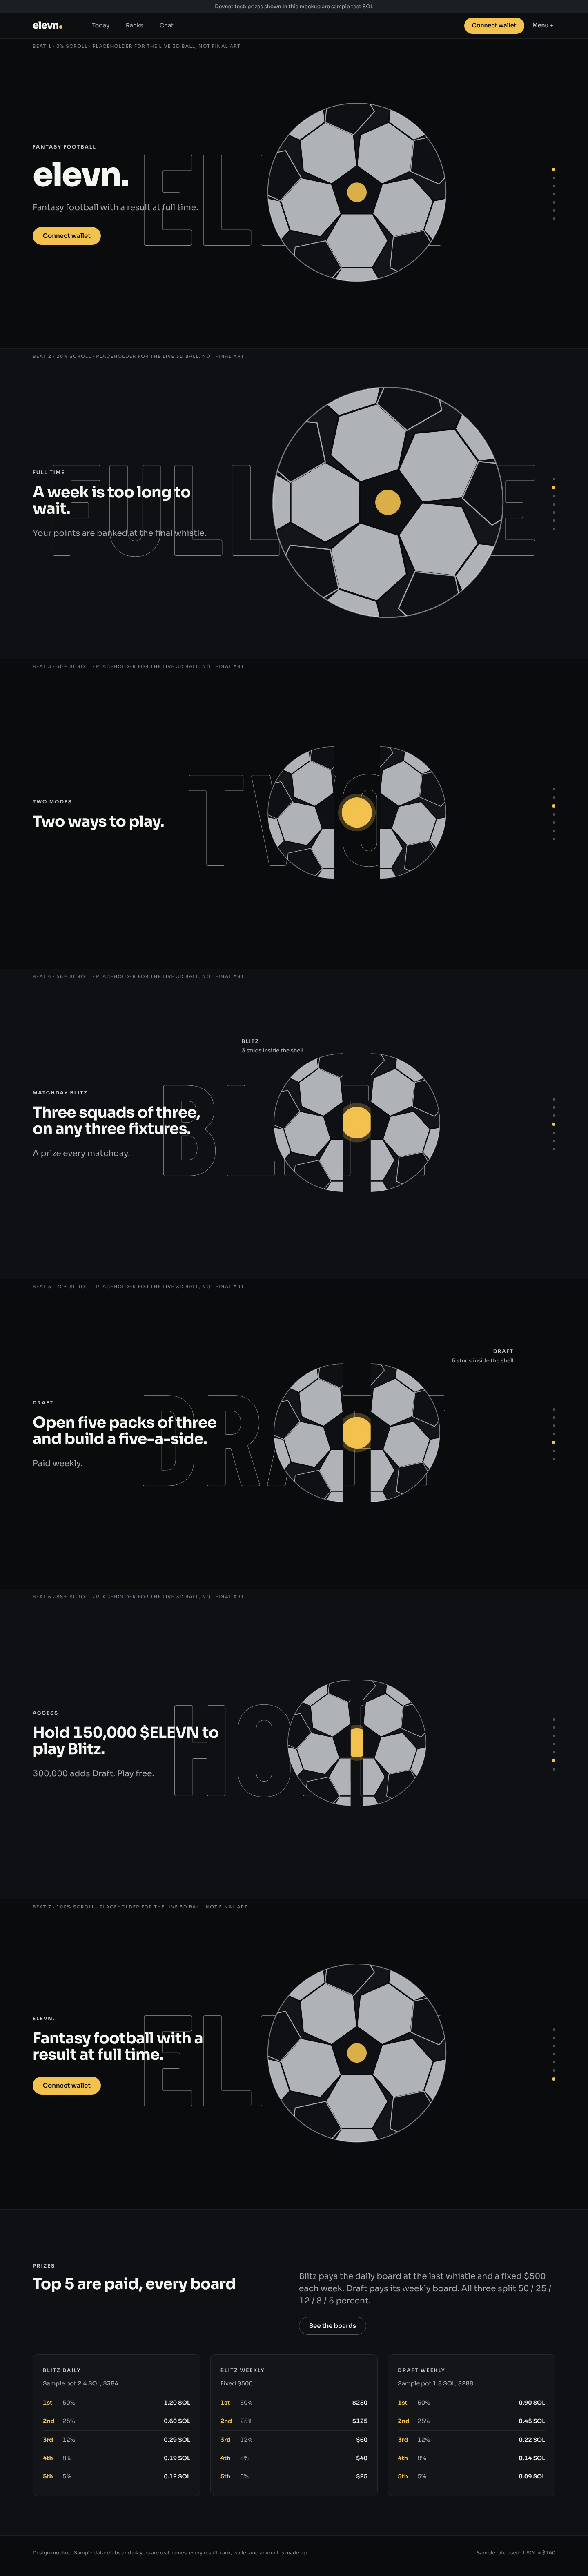 Devnet test: prizes shown in this mockup are sample test SOL
elevn.
Today
Ranks
Chat
Connect wallet
Menu +
BEAT 1 · 0% SCROLL · PLACEHOLDER FOR THE LIVE 3D BALL, NOT FINAL ART
FANTASY FOOTBALL
elevn.
Fantasy football with a result at full time.
Connect wallet
BEAT 2 · 20% SCROLL · PLACEHOLDER FOR THE LIVE 3D BALL, NOT FINAL ART
FULL TIME
A week is too long to
wait.
Your points are banked at the final whistle.
BEAT 3 · 40% SCROLL · PLACEHOLDER FOR THE LIVE 3D BALL, NOT FINAL ART
TWO
TWO MODES
Two ways to play.
BEAT 4 · 56% SCROLL · PLACEHOLDER FOR THE LIVE 3D BALL, NOT FINAL ART
BLITZ
3 studs inside the shell
MATCHDAY BLITZ
Three squads of three,
on any three fixtures.
A prize every matchday.
BEAT 5 · 72% SCROLL · PLACEHOLDER FOR THE LIVE 3D BALL, NOT FINAL ART
DRAFT
5 studs inside the shell
DRAFT
Open five packs of three
and build a five-a-side.
Paid weekly.
BEAT 6 · 88% SCROLL · PLACEHOLDER FOR THE LIVE 3D BALL, NOT FINAL ART
ACCESS
Hold 150,000 $ELEVN to
play Blitz.
300,000 adds Draft. Play free.
BEAT 7 · 100% SCROLL · PLACEHOLDER FOR THE LIVE 3D BALL, NOT FINAL ART
ELEVN.
Fantasy football with a
result at full time.
Connect wallet
PRIZES
Top 5 are paid, every board
Blitz pays the daily board at the last whistle and a fixed $500
each week. Draft pays its weekly board. All three split 50 / 25 /
12 / 8 / 5 percent.
See the boards
BLITZ DAILY
Sample pot 2.4 SOL, $384
1st 50% 1.20 SOL
2nd 25% 0.60 SOL
3rd 12% 0.29 SOL
4th 8% 0.19 SOL
5th 5% 0.12 SOL
BLITZ WEEKLY
Fixed $500
1st 50% $250
2nd 25% $125
3rd 12% $60
4th 8% $40
5th 5% $25
DRAFT WEEKLY
Sample pot 1.8 SOL, $288
1st 50% 0.90 SOL
2nd 25% 0.45 SOL
3rd 12% 0.22 SOL
4th 8% 0.14 SOL
5th 5% 0.09 SOL
Design mockup. Sample data: clubs and players are real names, every result, rank, wallet and amount is made up.
Sample rate used: 1 SOL = $160